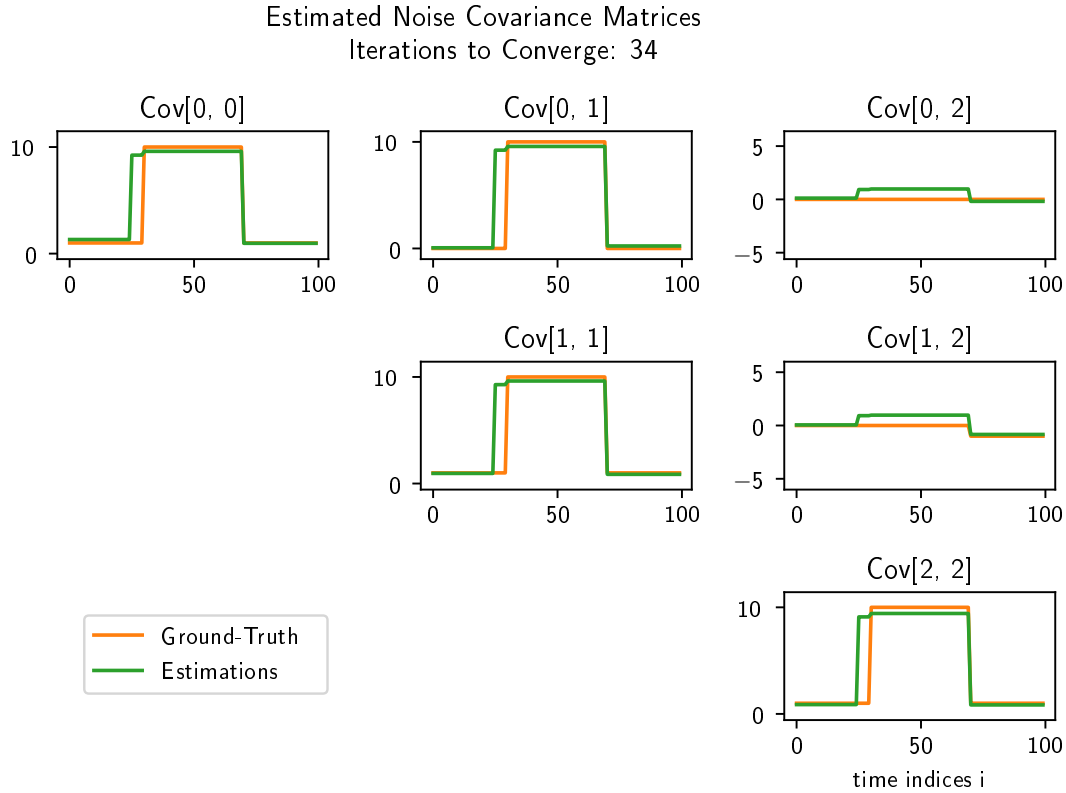 Estimated Noise Covariance Matrices
Iterations to Converge: 34
Cov[0, 0]
10
0
0 50 100
Cov[0, 1]
10
0
0 50 100
Cov[0, 2]
5
0
−5
0 50 100
Cov[1, 1]
10
0
0 50 100
Cov[1, 2]
5
0
−5
0 50 100
Cov[2, 2]
10
0
0 50 100
time indices i
Ground-Truth
Estimations